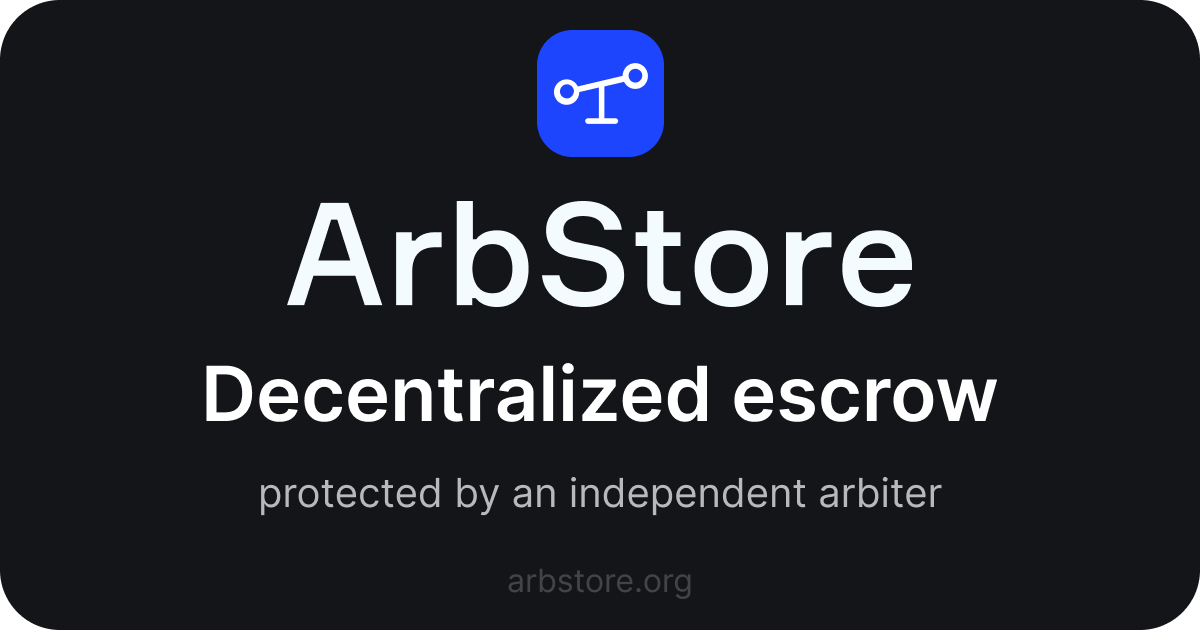 ArbStore
Decentralized escrow
protected by an independent arbiter
arbstore.org